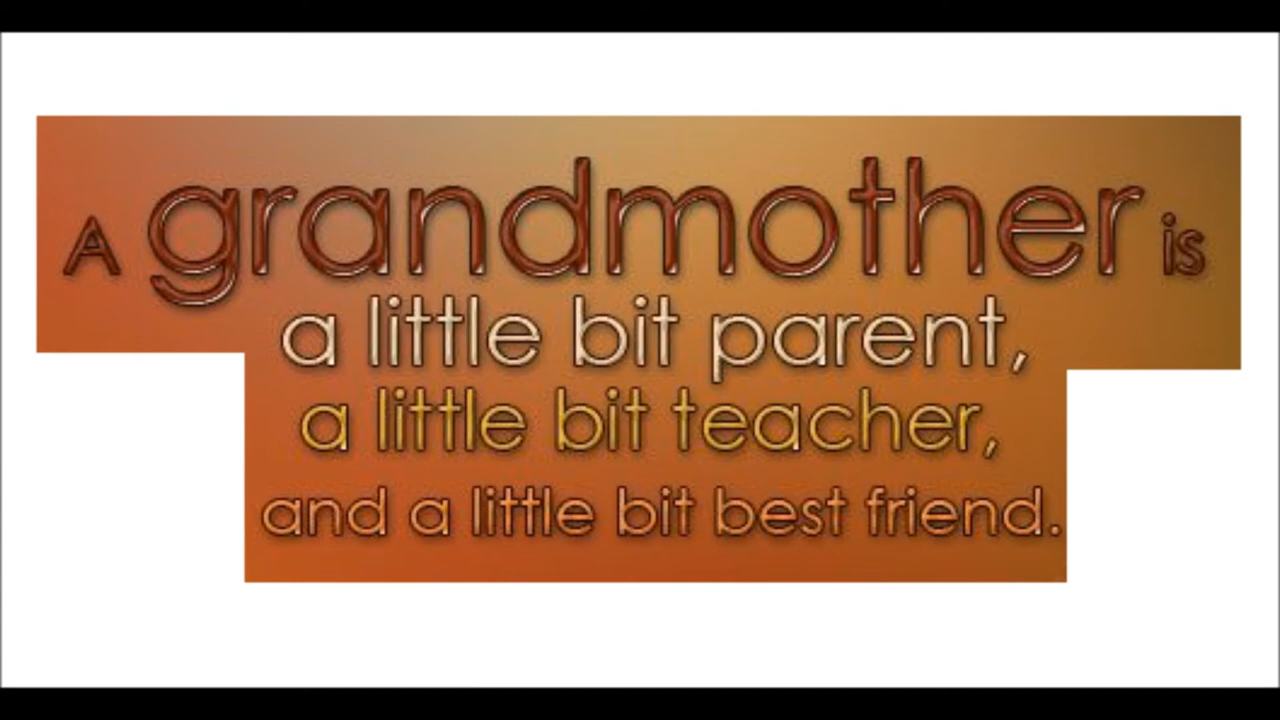 A grandmother is
a little bit parent,
a little bit teacher,
and a little bit best friend.